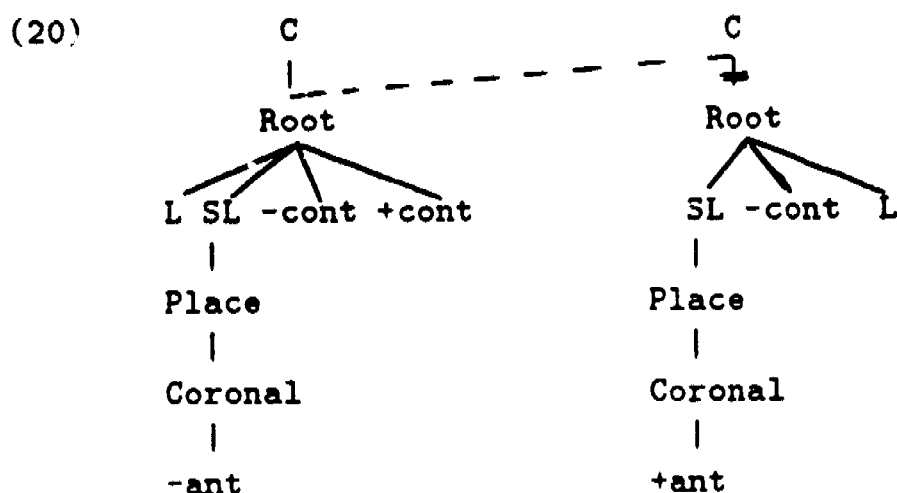 (20) C C
Root Root
L SL -cont +cont SL -cont L
Place Place
Coronal Coronal
-ant +ant